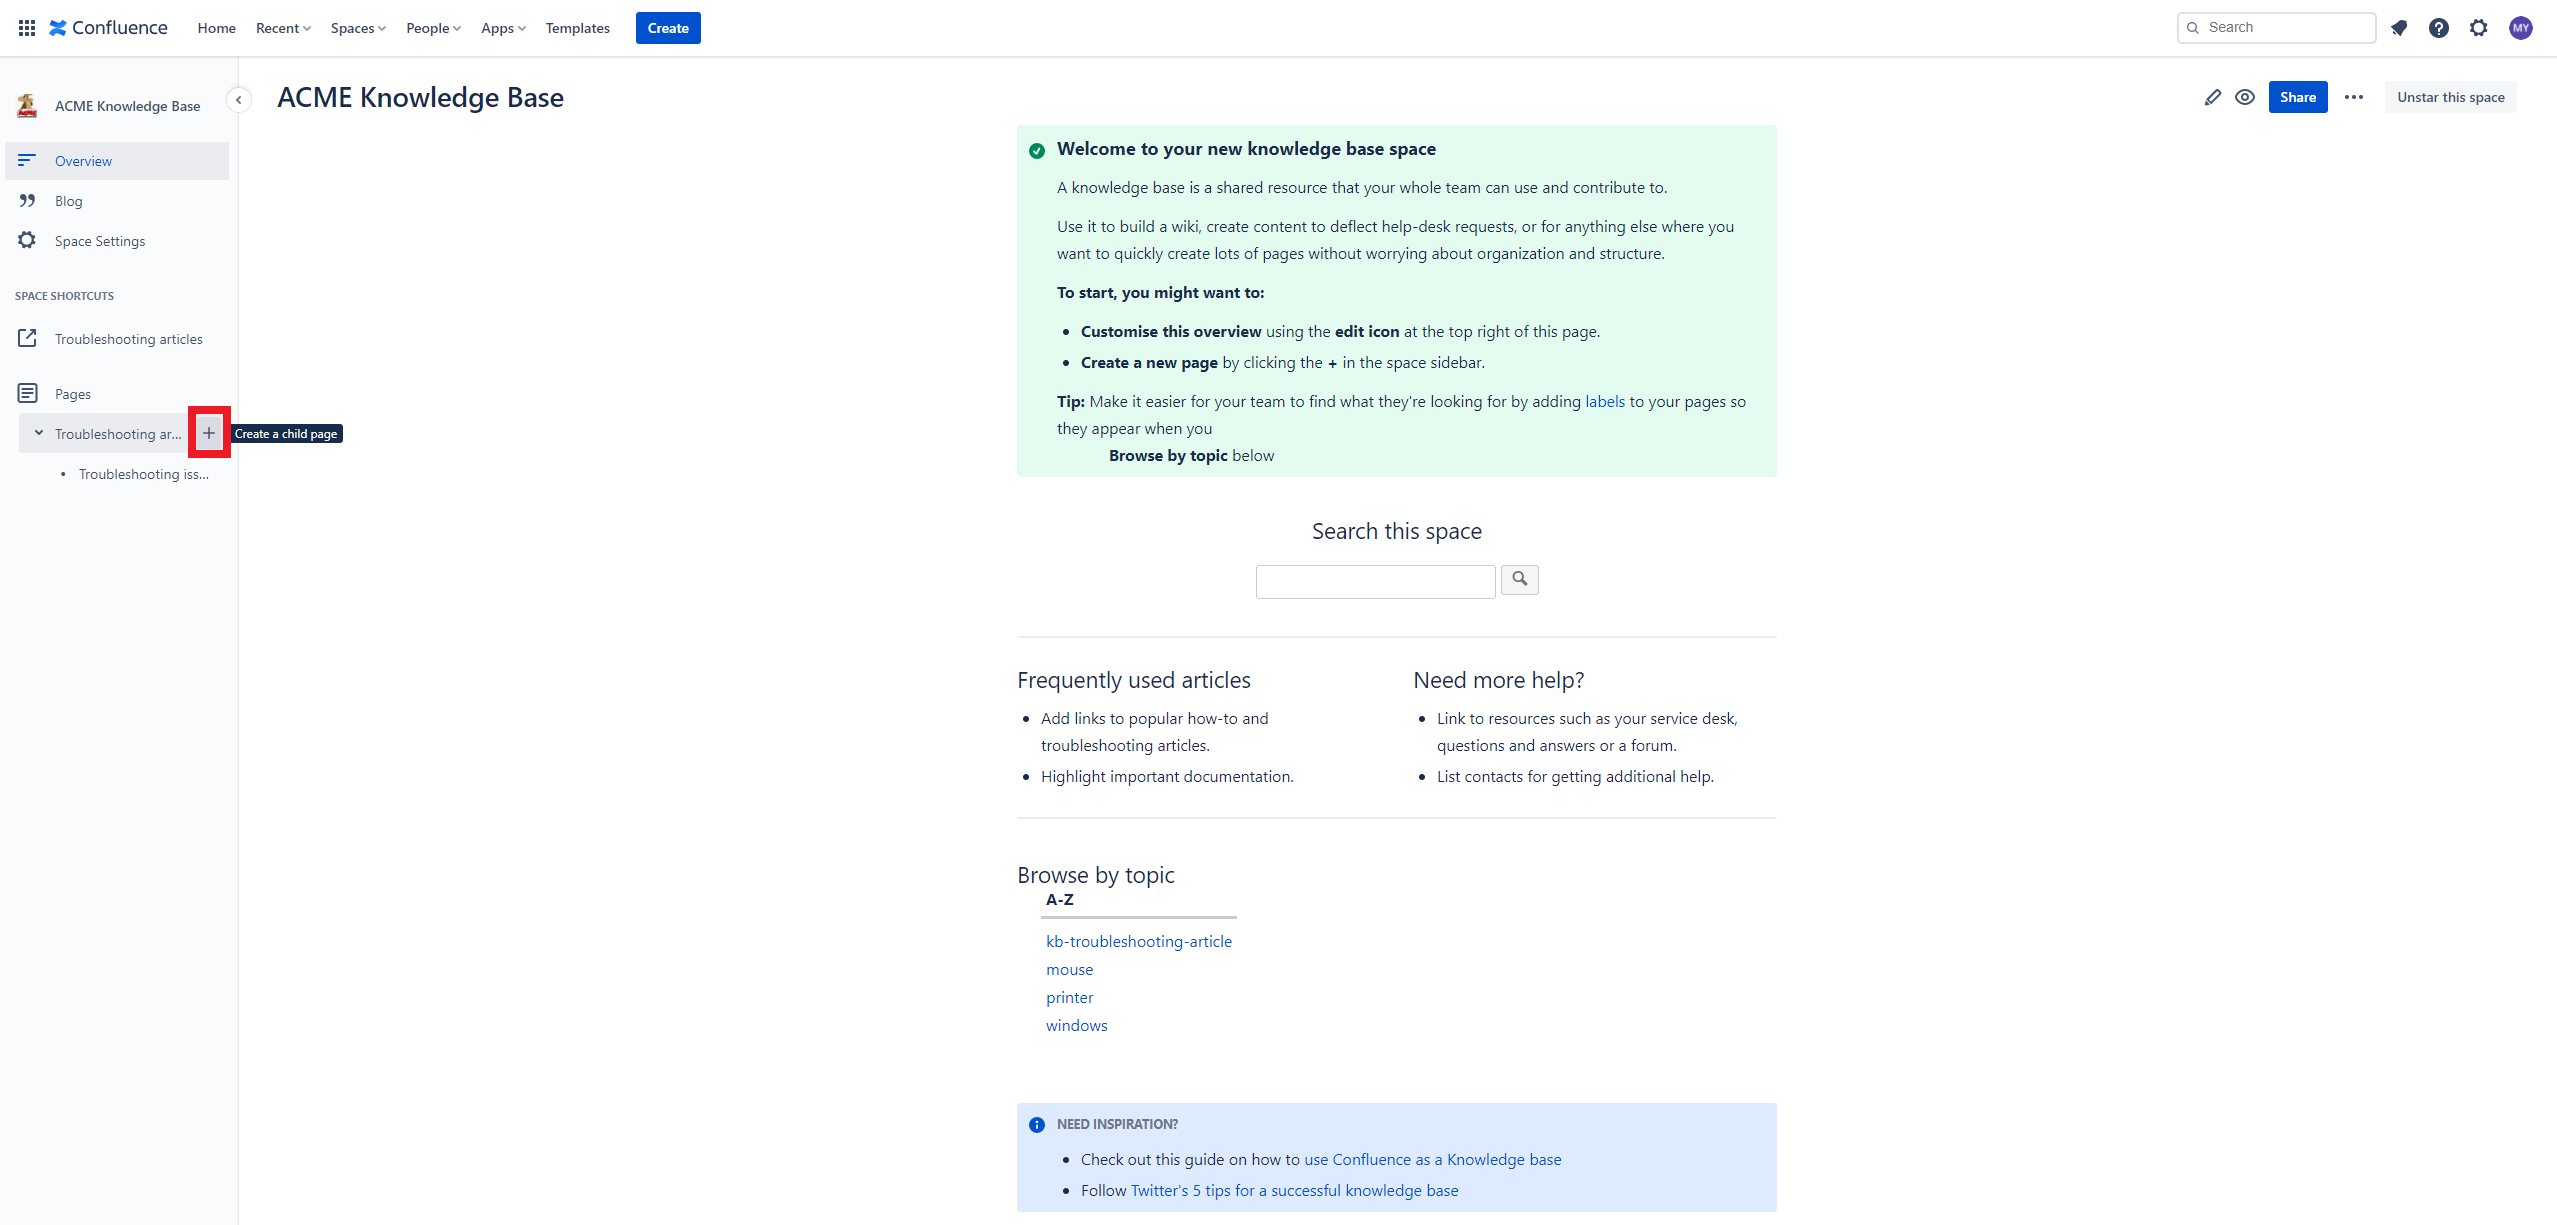 Confluence
Home
Recent
Spaces
People
Apps
Templates
Create
Search
MY
ACME Knowledge Base
Overview
Blog
Space Settings
SPACE SHORTCUTS
Troubleshooting articles
Pages
Troubleshooting ar...
Create a child page
Troubleshooting iss...
ACME Knowledge Base
Share
Unstar this space
Welcome to your new knowledge base space
A knowledge base is a shared resource that your whole team can use and contribute to.
Use it to build a wiki, create content to deflect help-desk requests, or for anything else where you
want to quickly create lots of pages without worrying about organization and structure.
To start, you might want to:
• Customise this overview using the edit icon at the top right of this page.
• Create a new page by clicking the + in the space sidebar.
Tip: Make it easier for your team to find what they're looking for by adding labels to your pages so
they appear when you
Browse by topic below
Search this space
Frequently used articles
• Add links to popular how-to and
troubleshooting articles.
• Highlight important documentation.
Need more help?
• Link to resources such as your service desk,
questions and answers or a forum.
• List contacts for getting additional help.
Browse by topic
A-Z
kb-troubleshooting-article
mouse
printer
windows
NEED INSPIRATION?
• Check out this guide on how to use Confluence as a Knowledge base
• Follow Twitter's 5 tips for a successful knowledge base